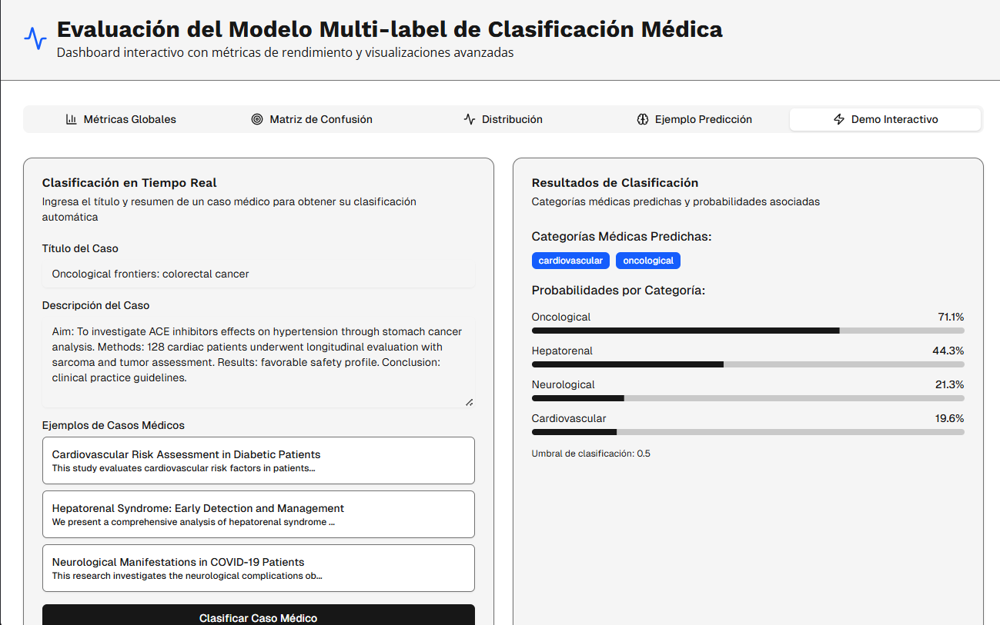 Evaluación del Modelo Multi-label de Clasificación Médica
Dashboard interactivo con métricas de rendimiento y visualizaciones avanzadas
Métricas Globales
Matriz de Confusión
Distribución
Ejemplo Predicción
Demo Interactivo
Clasificación en Tiempo Real
Ingresa el título y resumen de un caso médico para obtener su clasificación
automática
Título del Caso
Oncological frontiers: colorectal cancer
Descripción del Caso
Aim: To investigate ACE inhibitors effects on hypertension through stomach cancer
analysis. Methods: 128 cardiac patients underwent longitudinal evaluation with
sarcoma and tumor assessment. Results: favorable safety profile. Conclusion:
clinical practice guidelines.
Ejemplos de Casos Médicos
Cardiovascular Risk Assessment in Diabetic Patients
This study evaluates cardiovascular risk factors in patients...
Hepatorenal Syndrome: Early Detection and Management
We present a comprehensive analysis of hepatorenal syndrome ...
Neurological Manifestations in COVID-19 Patients
This research investigates the neurological complications ob...
Clasificar Caso Médico
Resultados de Clasificación
Categorías médicas predichas y probabilidades asociadas
Categorías Médicas Predichas:
cardiovascular
oncological
Probabilidades por Categoría:
Oncological 71.1%
Hepatorenal 44.3%
Neurological 21.3%
Cardiovascular 19.6%
Umbral de clasificación: 0.5